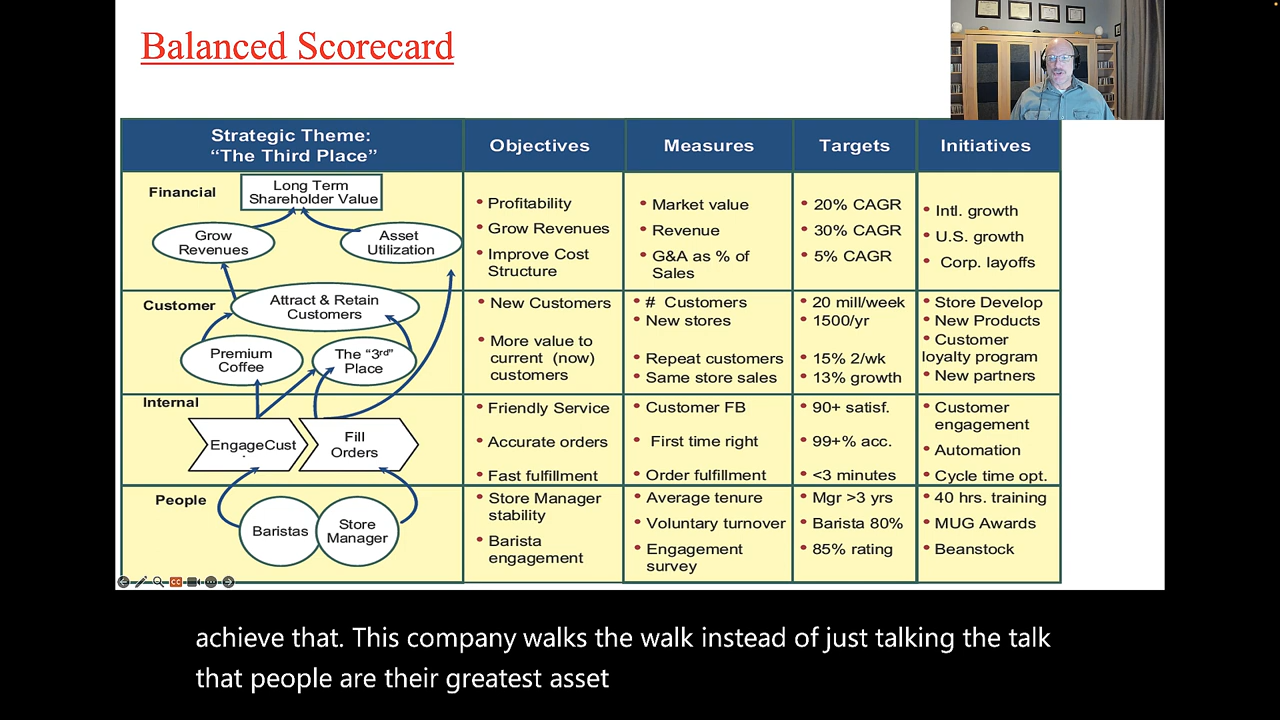 Balanced Scorecard
Strategic Theme:
“The Third Place”
Objectives
Measures
Targets
Initiatives
Financial
Long Term
Shareholder Value
Grow
Revenues
Asset
Utilization
• Profitability
• Grow Revenues
• Improve Cost
Structure
• Market value
• Revenue
• G&A as % of
Sales
• 20% CAGR
• 30% CAGR
• 5% CAGR
• Intl. growth
• U.S. growth
• Corp. layoffs
Customer
Attract & Retain
Customers
Premium
Coffee
The “3rd”
Place
• New Customers
• More value to
current (now)
customers
• # Customers
• New stores
• Repeat customers
• Same store sales
• 20 mill/week
• 1500/yr
• 15% 2/wk
• 13% growth
• Store Develop
• New Products
• Customer
loyalty program
• New partners
Internal
EngageCust
.
Fill
Orders
• Friendly Service
• Accurate orders
• Fast fulfillment
• Customer FB
• First time right
• Order fulfillment
• 90+ satisf.
• 99+% acc.
• <3 minutes
• Customer
engagement
• Automation
• Cycle time opt.
People
Baristas
Store
Manager
• Store Manager
stability
• Barista
engagement
• Average tenure
• Voluntary turnover
• Engagement
survey
• Mgr >3 yrs
• Barista 80%
• 85% rating
• 40 hrs. training
• MUG Awards
• Beanstock
achieve that. This company walks the walk instead of just talking the talk
that people are their greatest asset